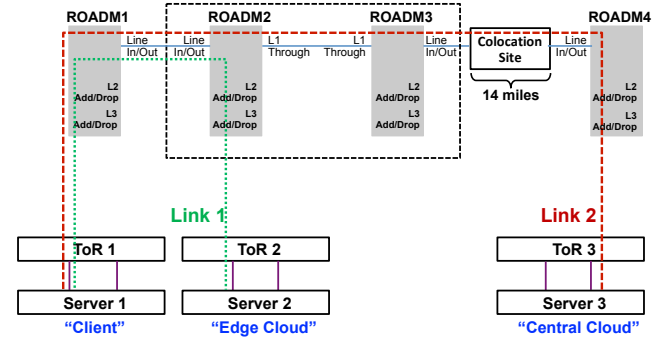 ROADM1 ROADM2 ROADM3 ROADM4
Line Line L1 L1 Line Colocation Line
In/Out In/Out Through Through In/Out Site In/Out
14 miles
L2 L2 L2 L2
Add/Drop Add/Drop Add/Drop Add/Drop
L3 L3 L3 L3
Add/Drop Add/Drop Add/Drop Add/Drop
Link 1 Link 2
ToR 1 ToR 2 ToR 3
Server 1 Server 2 Server 3
“Client” “Edge Cloud” “Central Cloud”